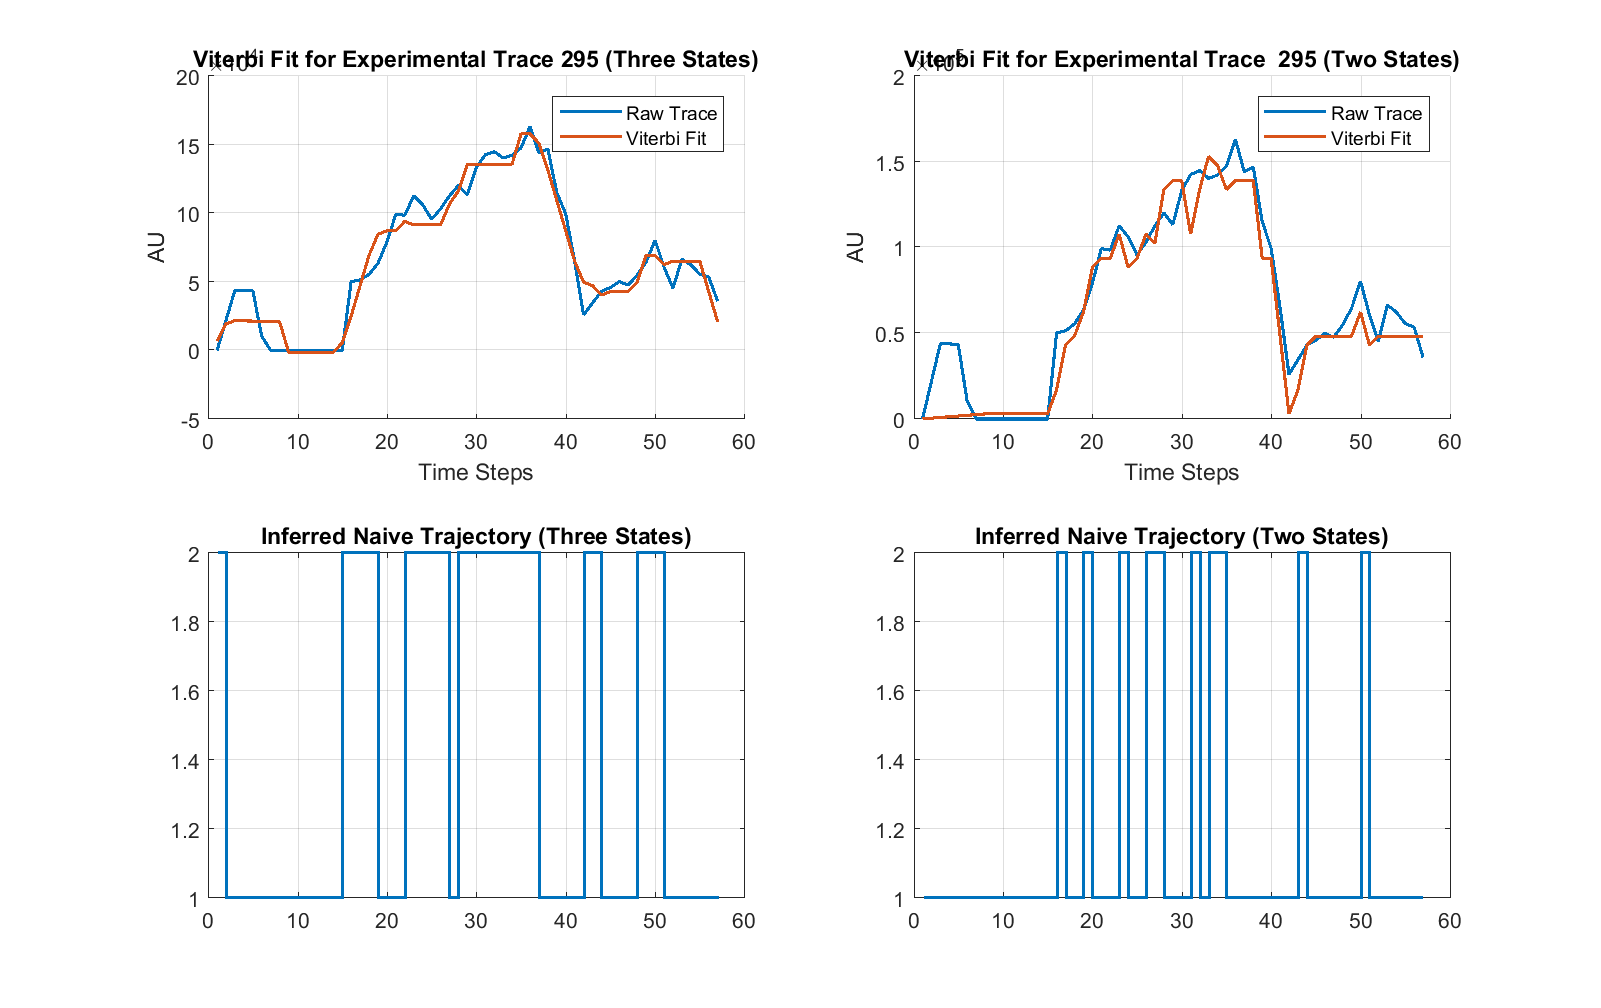 Viterbi Fit for Experimental Trace 295 (Three States)
20
15
10
5
0
-5
AU
Raw Trace
Viterbi Fit
0 10 20 30 40 50 60
Time Steps
Viterbi Fit for Experimental Trace  295 (Two States)
×10^5
2
1.5
1
0.5
0
AU
Raw Trace
Viterbi Fit
0 10 20 30 40 50 60
Time Steps
Inferred Naive Trajectory (Three States)
2
1.8
1.6
1.4
1.2
1
0 10 20 30 40 50 60
Inferred Naive Trajectory (Two States)
2
1.8
1.6
1.4
1.2
1
0 10 20 30 40 50 60